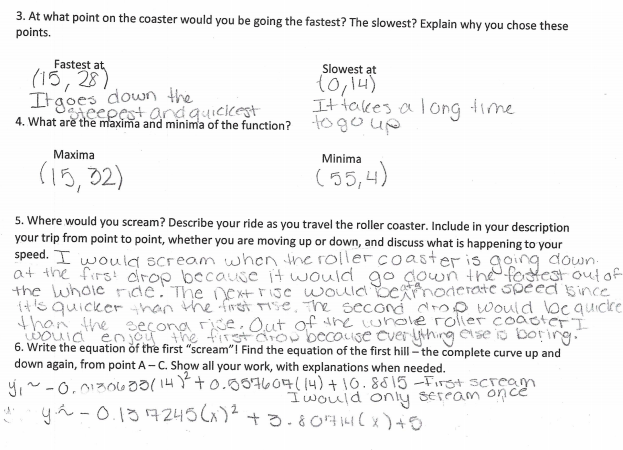 3. At what point on the coaster would you be going the fastest? The slowest? Explain why you chose these
points.
Fastest at
(15, 28)
It goes down the
steepest and quickest
Slowest at
(0,14)
It takes a long time
to go up
4. What are the maxima and minima of the function?
Maxima
(15, 32)
Minima
(55,4)
5. Where would you scream? Describe your ride as you travel the roller coaster. Include in your description
your trip from point to point, whether you are moving up or down, and discuss what is happening to your
speed. I would scream when the roller coaster is going down
at the first drop because it would go down the fastest out of
the whole ride. The next rise would be at a moderate speed since
it's quicker than the first rise. The second drop would be quicker
than the second rise. Out of the whole roller coaster I
would enjoy the first drop because everything else is boring.
6. Write the equation of the first "scream"! Find the equation of the first hill – the complete curve up and
down again, from point A – C. Show all your work, with explanations when needed.
y₁ ~ -0.0130633(14)² + 0.557604(14) + 10.8815 - First scream
I would only scream once
y ~ - 0.137245(x)² + 3.80714(x)+5